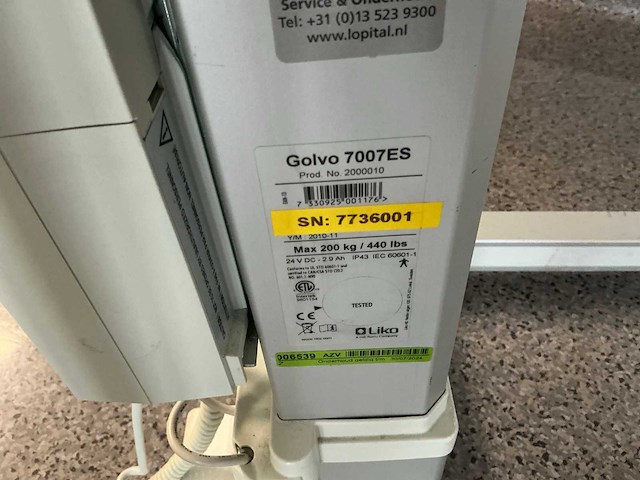 Service &
Tel: +31 (0)13 523 9300
www.lopital.nl
Golvo 7007ES
Prod. No. 2000010
7 330925 001176 >
SN: 7736001
Y/M : 2010-11
Max 200 kg / 440 lbs
24 V DC - 2.9 Ah IP43 IEC 60601-1
TESTED
CE
Liko
006539 AZV